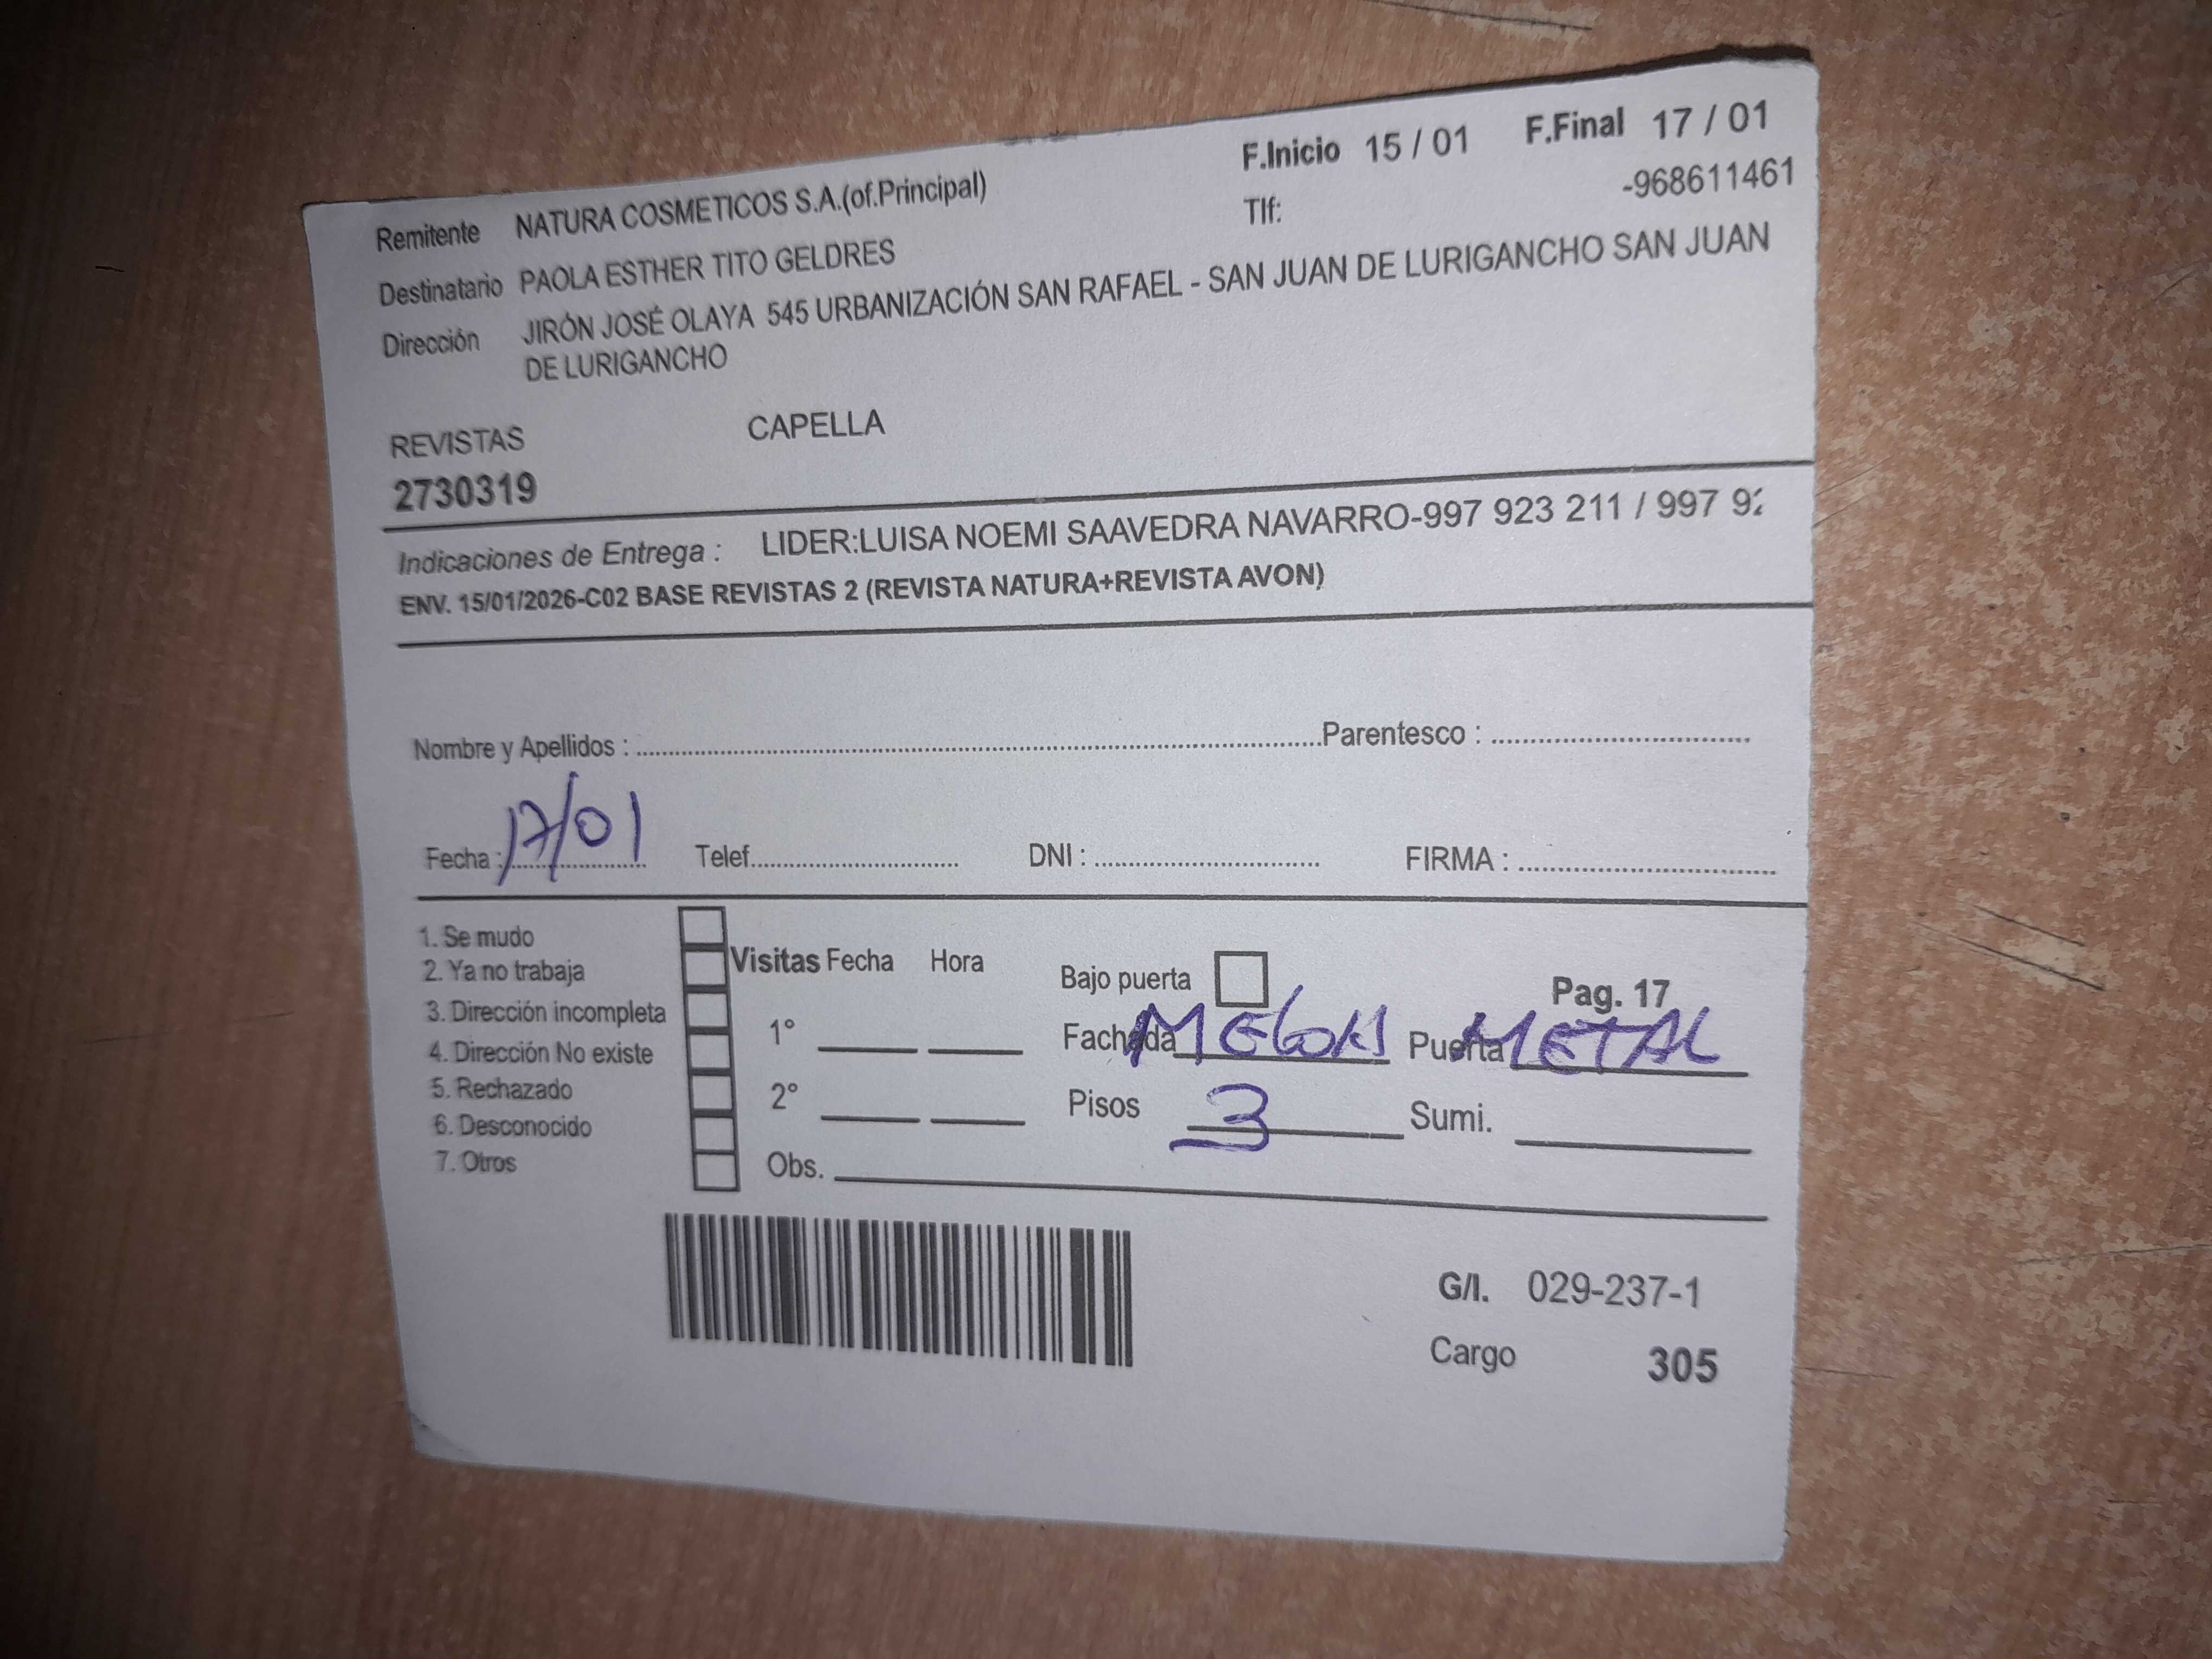 F.Inicio 15 / 01 F.Final 17 / 01
Remitente NATURA COSMETICOS S.A.(of.Principal) Tlf: -968611461
Destinatario PAOLA ESTHER TITO GELDRES
Dirección JIRÓN JOSÉ OLAYA 545 URBANIZACIÓN SAN RAFAEL - SAN JUAN DE LURIGANCHO SAN JUAN
DE LURIGANCHO
REVISTAS CAPELLA
2730319
Indicaciones de Entrega : LIDER:LUISA NOEMI SAAVEDRA NAVARRO-997 923 211 / 997 92
ENV. 15/01/2026-C02 BASE REVISTAS 2 (REVISTA NATURA+REVISTA AVON)
Nombre y Apellidos : Parentesco :
Fecha : 17/01 Telef. DNI : FIRMA :
1. Se mudo
2. Ya no trabaja
3. Dirección incompleta
4. Dirección No existe
5. Rechazado
6. Desconocido
7. Otros
Visitas Fecha Hora
1°
2°
Obs.
Bajo puerta Pag. 17
Fachada Puerta METAL
Pisos 3 Sumi.
G/I. 029-237-1
Cargo 305